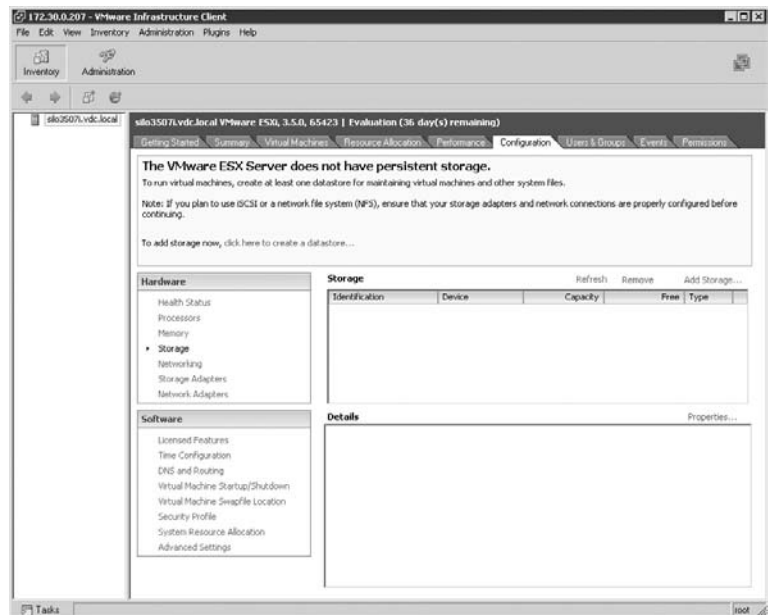 172.30.0.207 - VMware Infrastructure Client
File Edit View Inventory Administration Plugins Help
Inventory Administration
silo3507i.vdc.local
silo3507i.vdc.local VMware ESXi, 3.5.0, 65423 | Evaluation (36 day(s) remaining)
Getting Started Summary Virtual Machines Resource Allocation Performance Configuration Users & Groups Events Permissions
The VMware ESX Server does not have persistent storage.
To run virtual machines, create at least one datastore for maintaining virtual machines and other system files.
Note: If you plan to use iSCSI or a network file system (NFS), ensure that your storage adapters and network connections are properly configured before
continuing.
To add storage now, click here to create a datastore...
Hardware
Health Status
Processors
Memory
Storage
Networking
Storage Adapters
Network Adapters
Software
Licensed Features
Time Configuration
DNS and Routing
Virtual Machine Startup/Shutdown
Virtual Machine Swapfile Location
Security Profile
System Resource Allocation
Advanced Settings
Storage Refresh Remove Add Storage...
Identification Device Capacity Free Type
Details Properties...
Tasks root